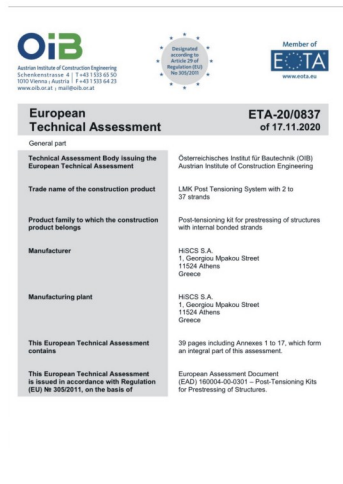 OiB
Austrian Institute of Construction Engineering
Schenkenstrasse 4 | T+43 1 533 65 50
1010 Vienna | Austria | F+43 1 533 64 23
www.oib.or.at | mail@oib.or.at
Designated
according to
Article 29 of
Regulation (EU)
No 305/2011
Member of
EOTA
www.eota.eu
European
Technical Assessment
ETA-20/0837
of 17.11.2020
General part
Technical Assessment Body issuing the
European Technical Assessment
Österreichisches Institut für Bautechnik (OIB)
Austrian Institute of Construction Engineering
Trade name of the construction product
LMK Post Tensioning System with 2 to
37 strands
Product family to which the construction
product belongs
Post-tensioning kit for prestressing of structures
with internal bonded strands
Manufacturer
HiSCS S.A.
1, Georgiou Mpakou Street
11524 Athens
Greece
Manufacturing plant
HiSCS S.A.
1, Georgiou Mpakou Street
11524 Athens
Greece
This European Technical Assessment
contains
39 pages including Annexes 1 to 17, which form
an integral part of this assessment.
This European Technical Assessment
is issued in accordance with Regulation
(EU) № 305/2011, on the basis of
European Assessment Document
(EAD) 160004-00-0301 – Post-Tensioning Kits
for Prestressing of Structures.